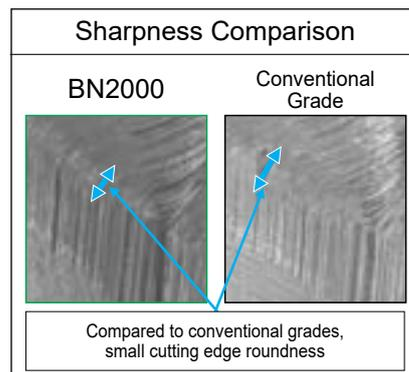 Sharpness Comparison
BN2000
Conventional
Grade
Compared to conventional grades,
small cutting edge roundness